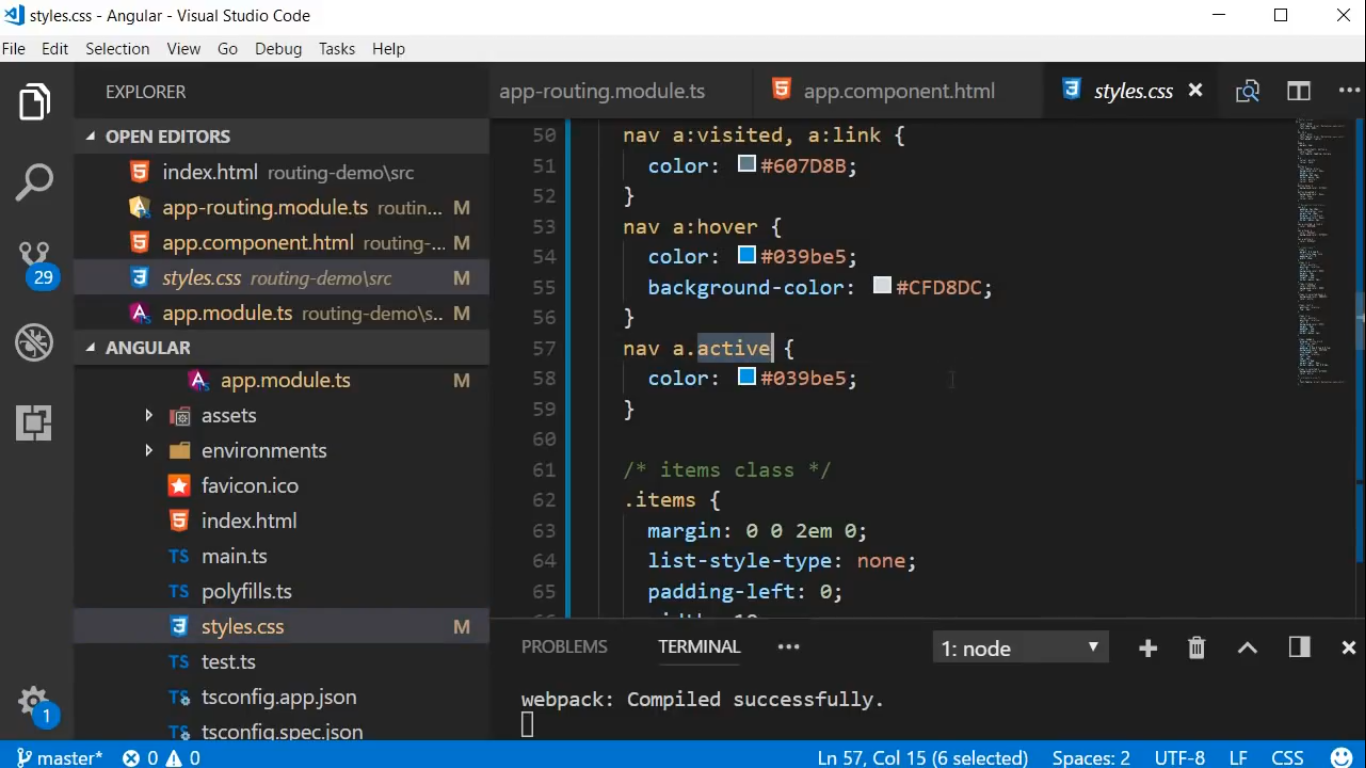 styles.css - Angular - Visual Studio Code
File Edit Selection View Go Debug Tasks Help
EXPLORER
OPEN EDITORS
index.html routing-demo\src
app-routing.module.ts routin... M
app.component.html routing-... M
styles.css routing-demo\src M
app.module.ts routing-demo\s.. M
ANGULAR
app.module.ts M
assets
environments
favicon.ico
index.html
TS main.ts
TS polyfills.ts
styles.css M
TS test.ts
TS tsconfig.app.json
TS tsconfig.spec.json
29
1
app-routing.module.ts app.component.html styles.css
50 nav a:visited, a:link {
51 color: #607D8B;
52 }
53 nav a:hover {
54 color: #039be5;
55 background-color: #CFD8DC;
56 }
57 nav a.active {
58 color: #039be5;
59 }
60
61 /* items class */
62 .items {
63 margin: 0 0 2em 0;
64 list-style-type: none;
65 padding-left: 0;
PROBLEMS TERMINAL ••• 1: node
webpack: Compiled successfully.
master* 0 0 Ln 57, Col 15 (6 selected) Spaces: 2 UTF-8 LF CSS